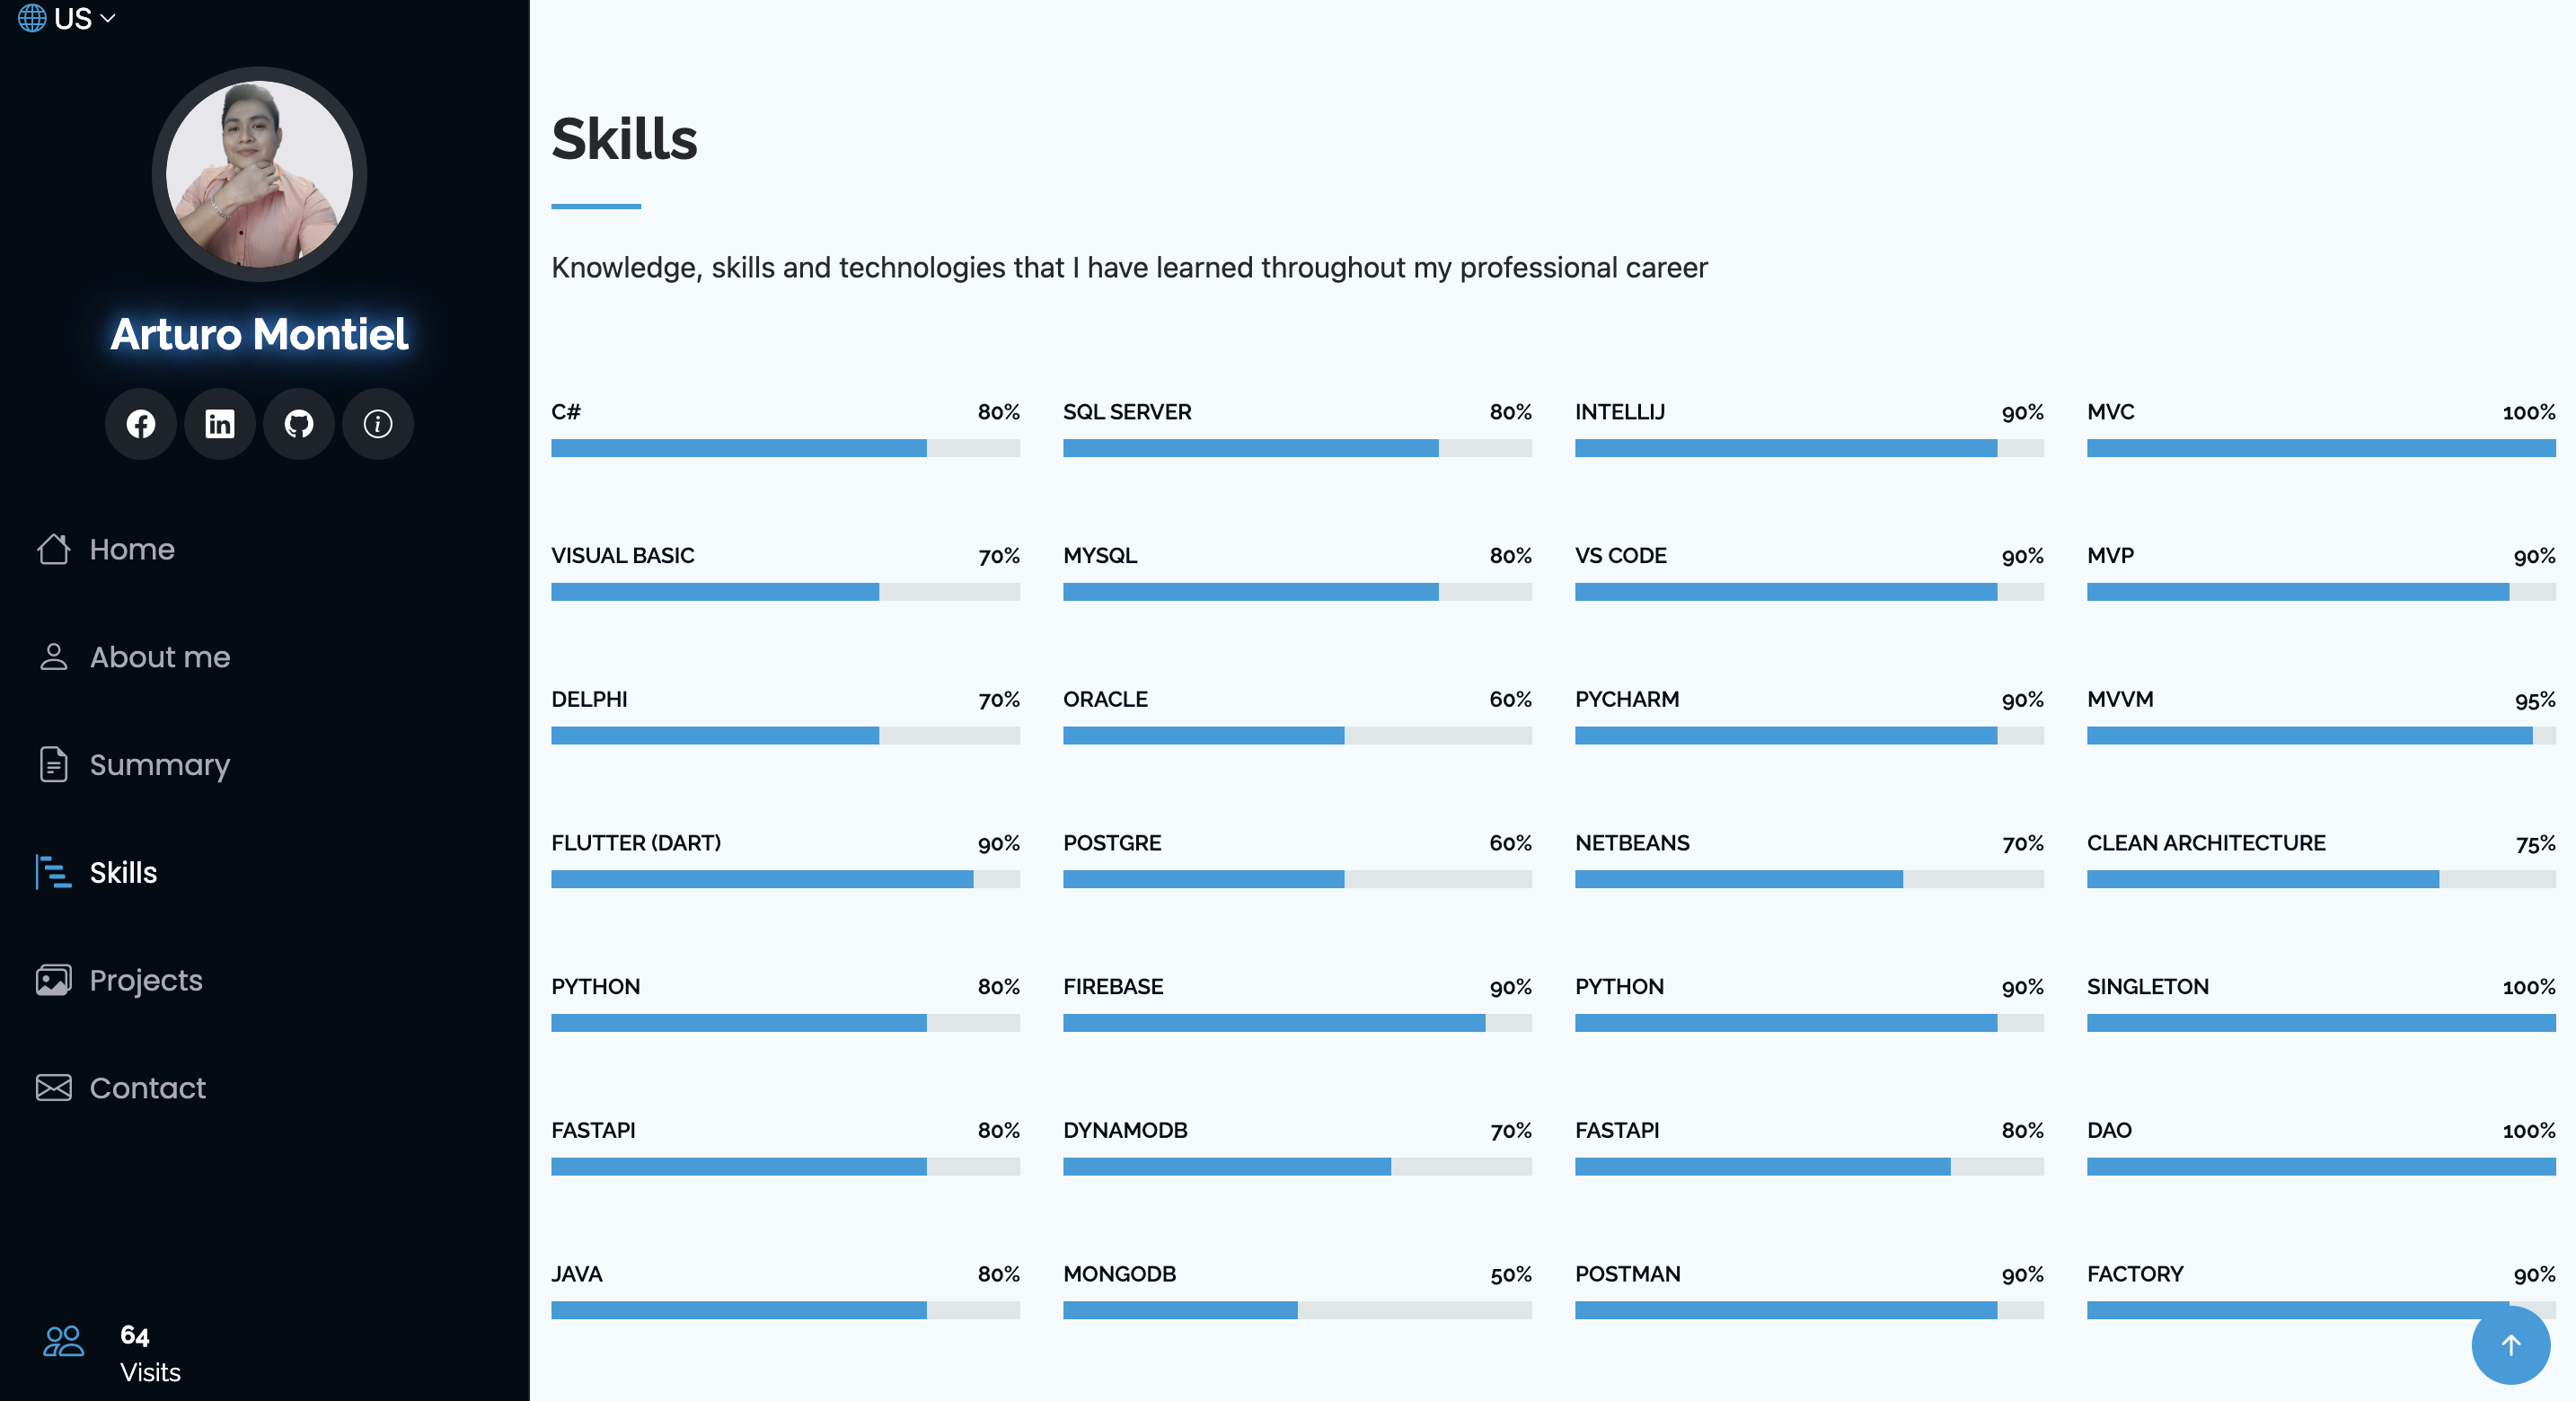 US
Arturo Montiel
Home
About me
Summary
Skills
Projects
Contact
64
Visits
Skills
Knowledge, skills and technologies that I have learned throughout my professional career
C# 80% SQL SERVER 80% INTELLIJ 90% MVC 100%
VISUAL BASIC 70% MYSQL 80% VS CODE 90% MVP 90%
DELPHI 70% ORACLE 60% PYCHARM 90% MVVM 95%
FLUTTER (DART) 90% POSTGRE 60% NETBEANS 70% CLEAN ARCHITECTURE 75%
PYTHON 80% FIREBASE 90% PYTHON 90% SINGLETON 100%
FASTAPI 80% DYNAMODB 70% FASTAPI 80% DAO 100%
JAVA 80% MONGODB 50% POSTMAN 90% FACTORY 90%